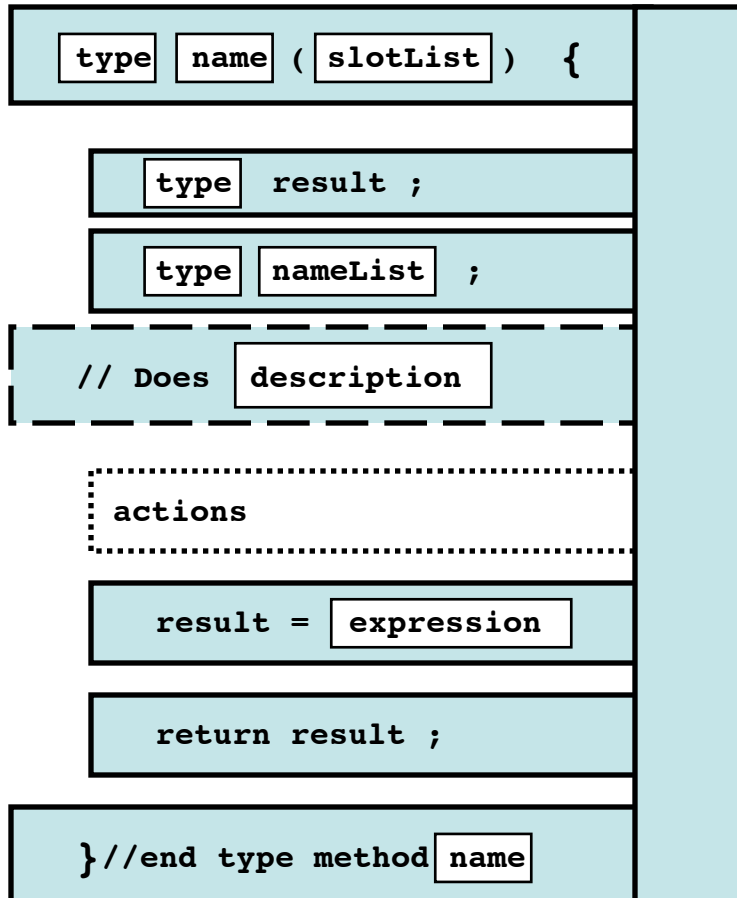 type name ( slotList ) {
type result ;
type nameList ;
// Does description
actions
result = expression
return result ;
}//end type method name